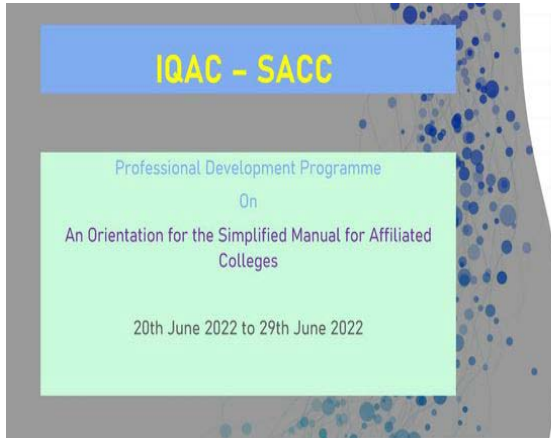 IQAC – SACC
Professional Development Programme
On
An Orientation for the Simplified Manual for Affiliated
Colleges
20th June 2022 to 29th June 2022